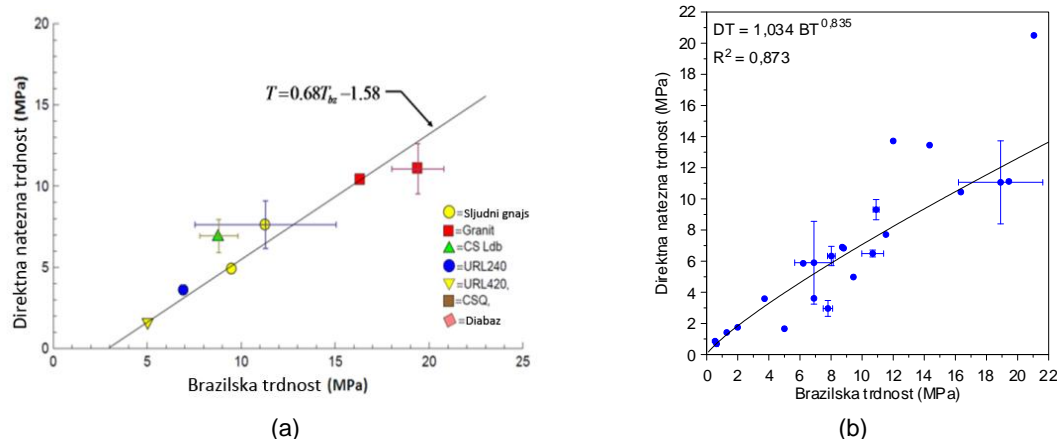 20
15
10
5
0
Direktna natezna trdnost (MPa)
T=0.68T_bz −1.58
=Sljudni gnajs
=Granit
=CS Ldb
=URL240
=URL420,
=CSQ,
=Diabaz
0 5 10 15 20 25
Brazilska trdnost (MPa)
(a)
22
20
18
16
14
12
10
8
6
4
2
0
Direktna natezna trdnost (MPa)
DT = 1,034 BT^0,835
R² = 0,873
0 2 4 6 8 10 12 14 16 18 20 22
Brazilska trdnost (MPa)
(b)